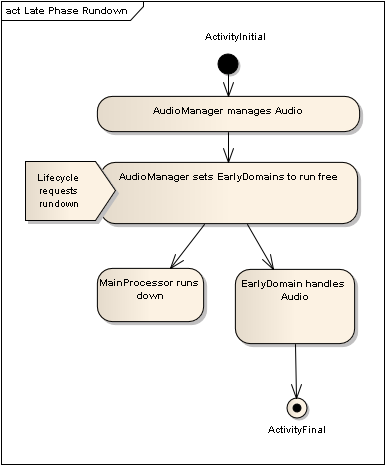 act Late Phase Rundown
ActivityInitial
AudioManager manages Audio
AudioManager sets EarlyDomains to run free
Lifecycle
requests
rundown
MainProcessor runs
down
EarlyDomain handles
Audio
ActivityFinal